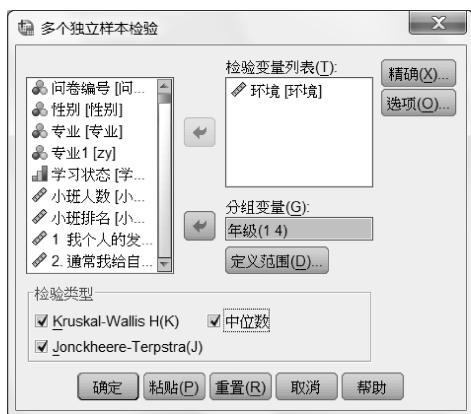 多个独立样本检验
问卷编号 [问...
性别 [性别]
专业 [专业]
专业1 [zy]
学习状态 [学...
小班人数 [小...
小班排名 [小...
1 我个人的发...
2. 通常我给自...
检验变量列表(T):
环境 [环境]
精确(X)...
选项(O)...
分组变量(G):
年级(1 4)
定义范围(D)...
检验类型
Kruskal-Wallis H(K) 中位数
Jonckheere-Terpstra(J)
确定 粘贴(P) 重置(R) 取消 帮助